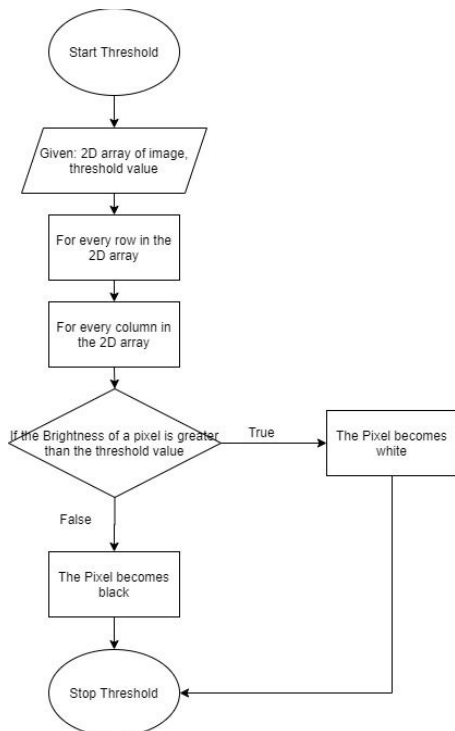 Start Threshold
Given: 2D array of image,
threshold value
For every row in the
2D array
For every column in
the 2D array
If the Brightness of a pixel is greater
than the threshold value
True
The Pixel becomes
white
False
The Pixel becomes
black
Stop Threshold